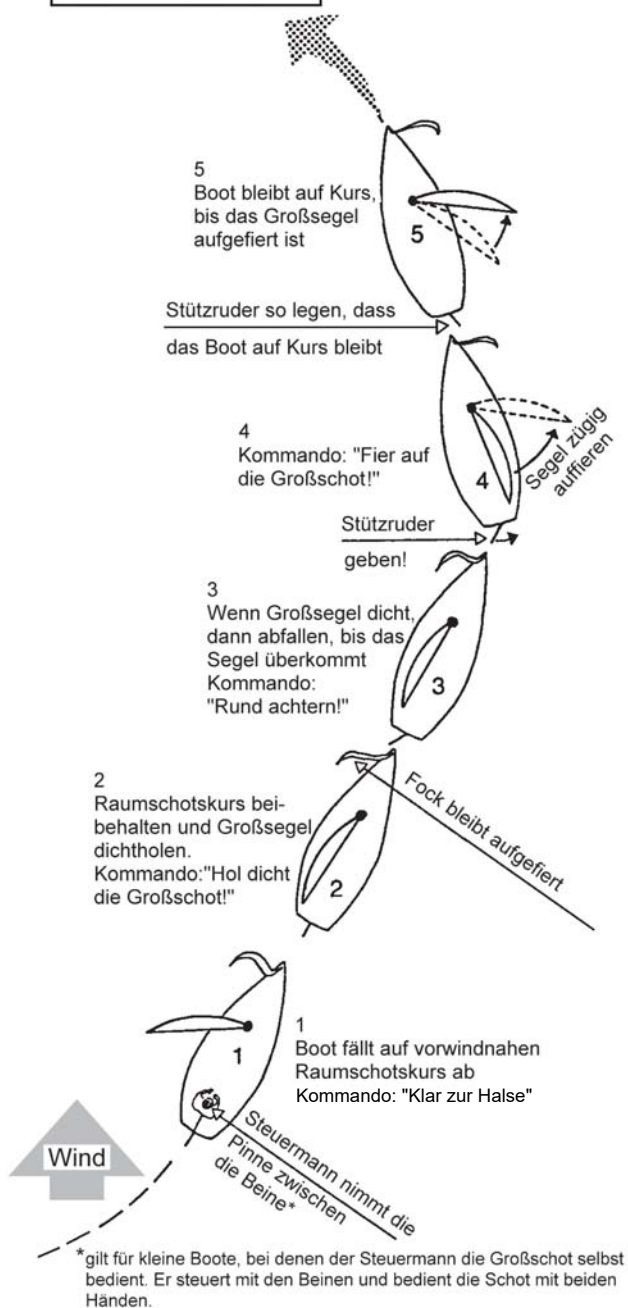 5
Boot bleibt auf Kurs,
bis das Großsegel
aufgefiert ist
5
Stützruder so legen, dass
das Boot auf Kurs bleibt
4
Kommando: "Fier auf
die Großschot!"
4
Segel zügig
auffieren
Stützruder
geben!
3
Wenn Großsegel dicht,
dann abfallen, bis das
Segel überkommt
Kommando:
"Rund achtern!"
3
2
Raumschotskurs bei-
behalten und Großsegel
dichtholen.
Kommando:"Hol dicht
die Großschot!"
2
Fock bleibt aufgefiert
1
1
Boot fällt auf vorwindnahen
Raumschotskurs ab
Kommando: "Klar zur Halse"
Steuermann nimmt die
Pinne zwischen
die Beine*
Wind
*gilt für kleine Boote, bei denen der Steuermann die Großschot selbst
bedient. Er steuert mit den Beinen und bedient die Schot mit beiden
Händen.